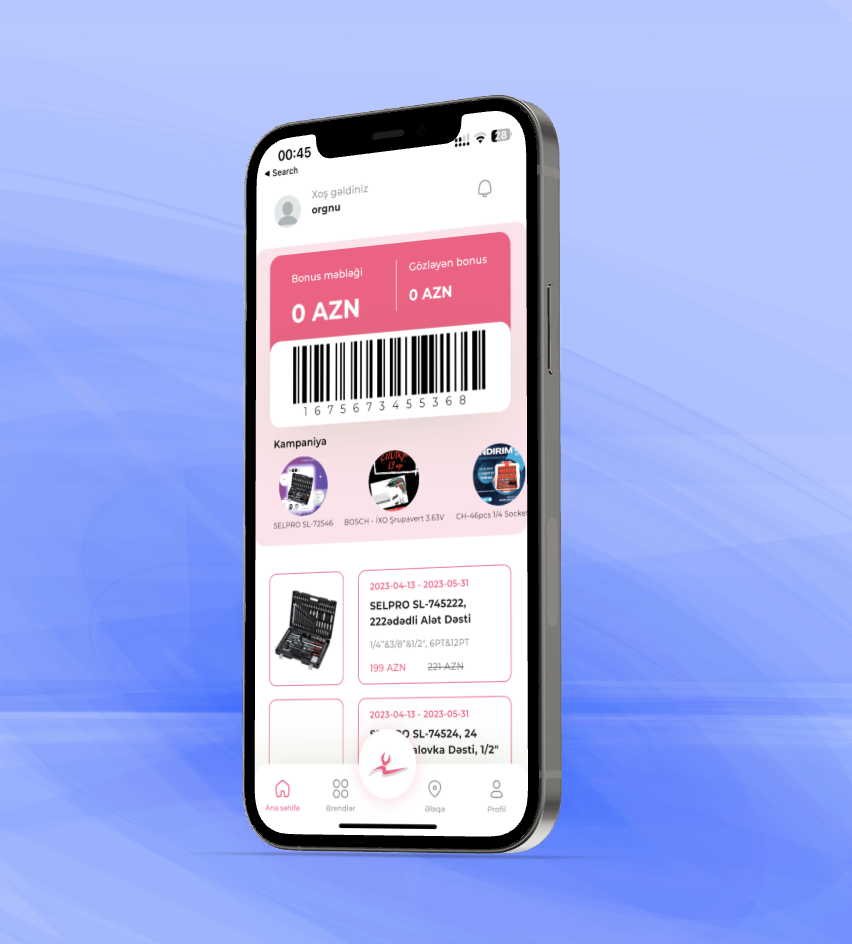 00:45
28
Search
Xoş gəldiniz
orgnu
Bonus məbləği
Gözləyən bonus
0 AZN
0 AZN
1675673455368
Kampaniya
NDIRIM
SELPRO SL-72546
BOSCH - İXO Şrupavert 3.63V
CH-46pcs 1/4 Socket
2023-04-13 - 2023-05-31
SELPRO SL-745222,
222ədədli Alət Dəsti
1/4"&3/8"&1/2", 6PT&12PT
199 AZN
221 AZN
2023-04-13 - 2023-05-31
SL-74524, 24
alovka Dəsti, 1/2"
Ana səhifə
Brendlər
Əlaqə
Profil